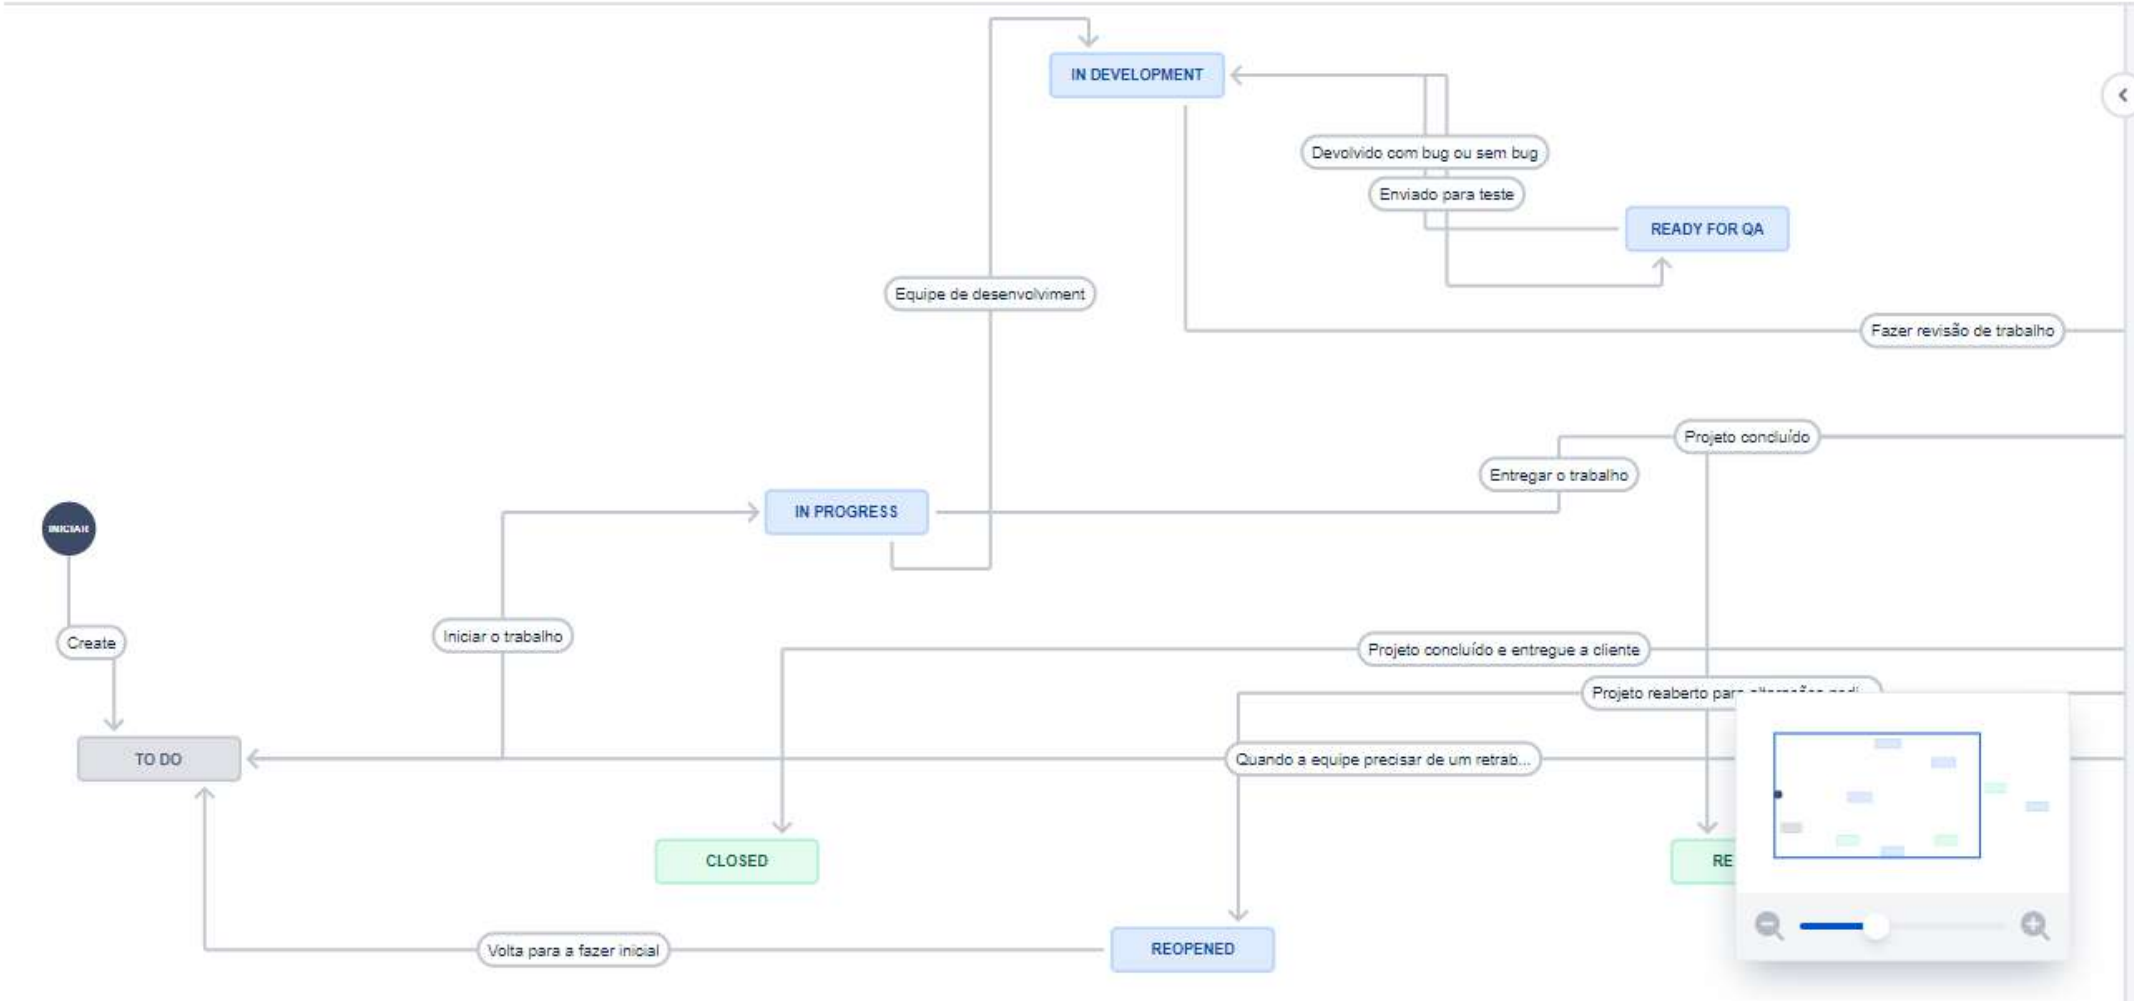 IN DEVELOPMENT
Devolvido com bug ou sem bug
Enviado para teste
READY FOR QA
Equipe de desenvolviment
Fazer revisão de trabalho
Projeto concluído
Entregar o trabalho
IN PROGRESS
INICIAR
Iniciar o trabalho
Create
Projeto concluído e entregue a cliente
Projeto reaberto para
TO DO
Quando a equipe precisar de um retrab...
CLOSED
RE
Volta para a fazer inicial
REOPENED